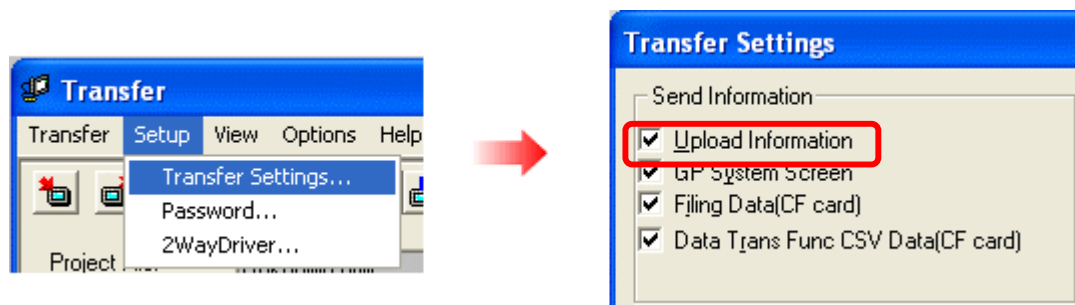 Transfer
Transfer Setup View Options Help
Transfer Settings...
Password...
2WayDriver...
Project
Transfer Settings
Send Information
Upload Information
GP System Screen
Filing Data(CF card)
Data Trans Func CSV Data(CF card)